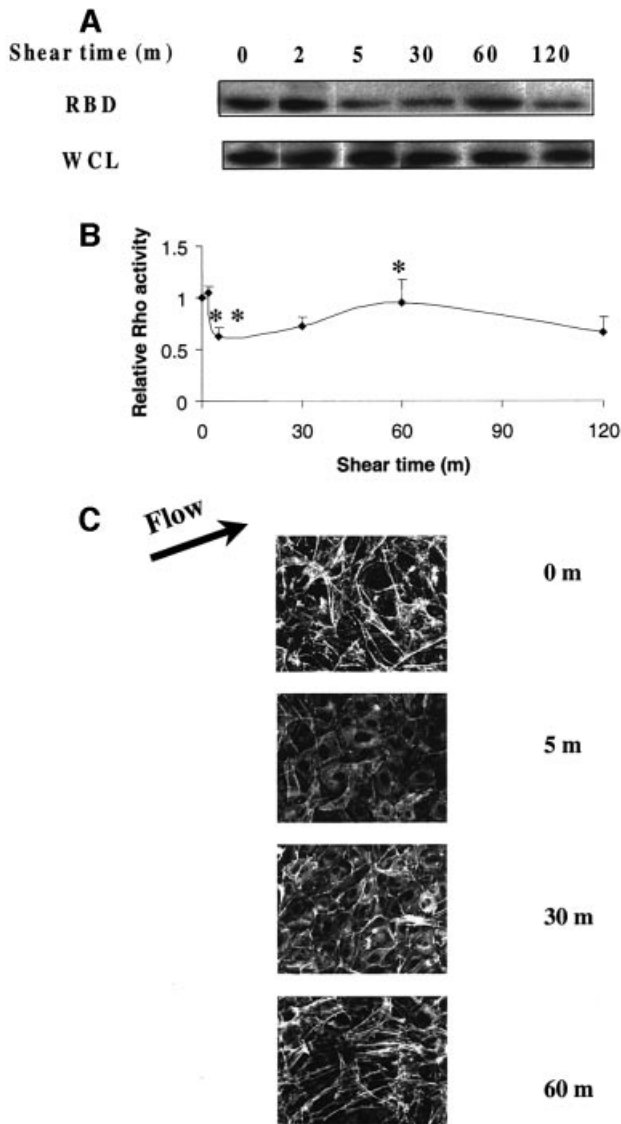 A
Shear time (m) 0 2 5 30 60 120
RBD
WCL
B
Relative Rho activity
1.5
1
0.5
0
* *
*
0 30 60 90 120
Shear time (m)
C
Flow
0 m
5 m
30 m
60 m